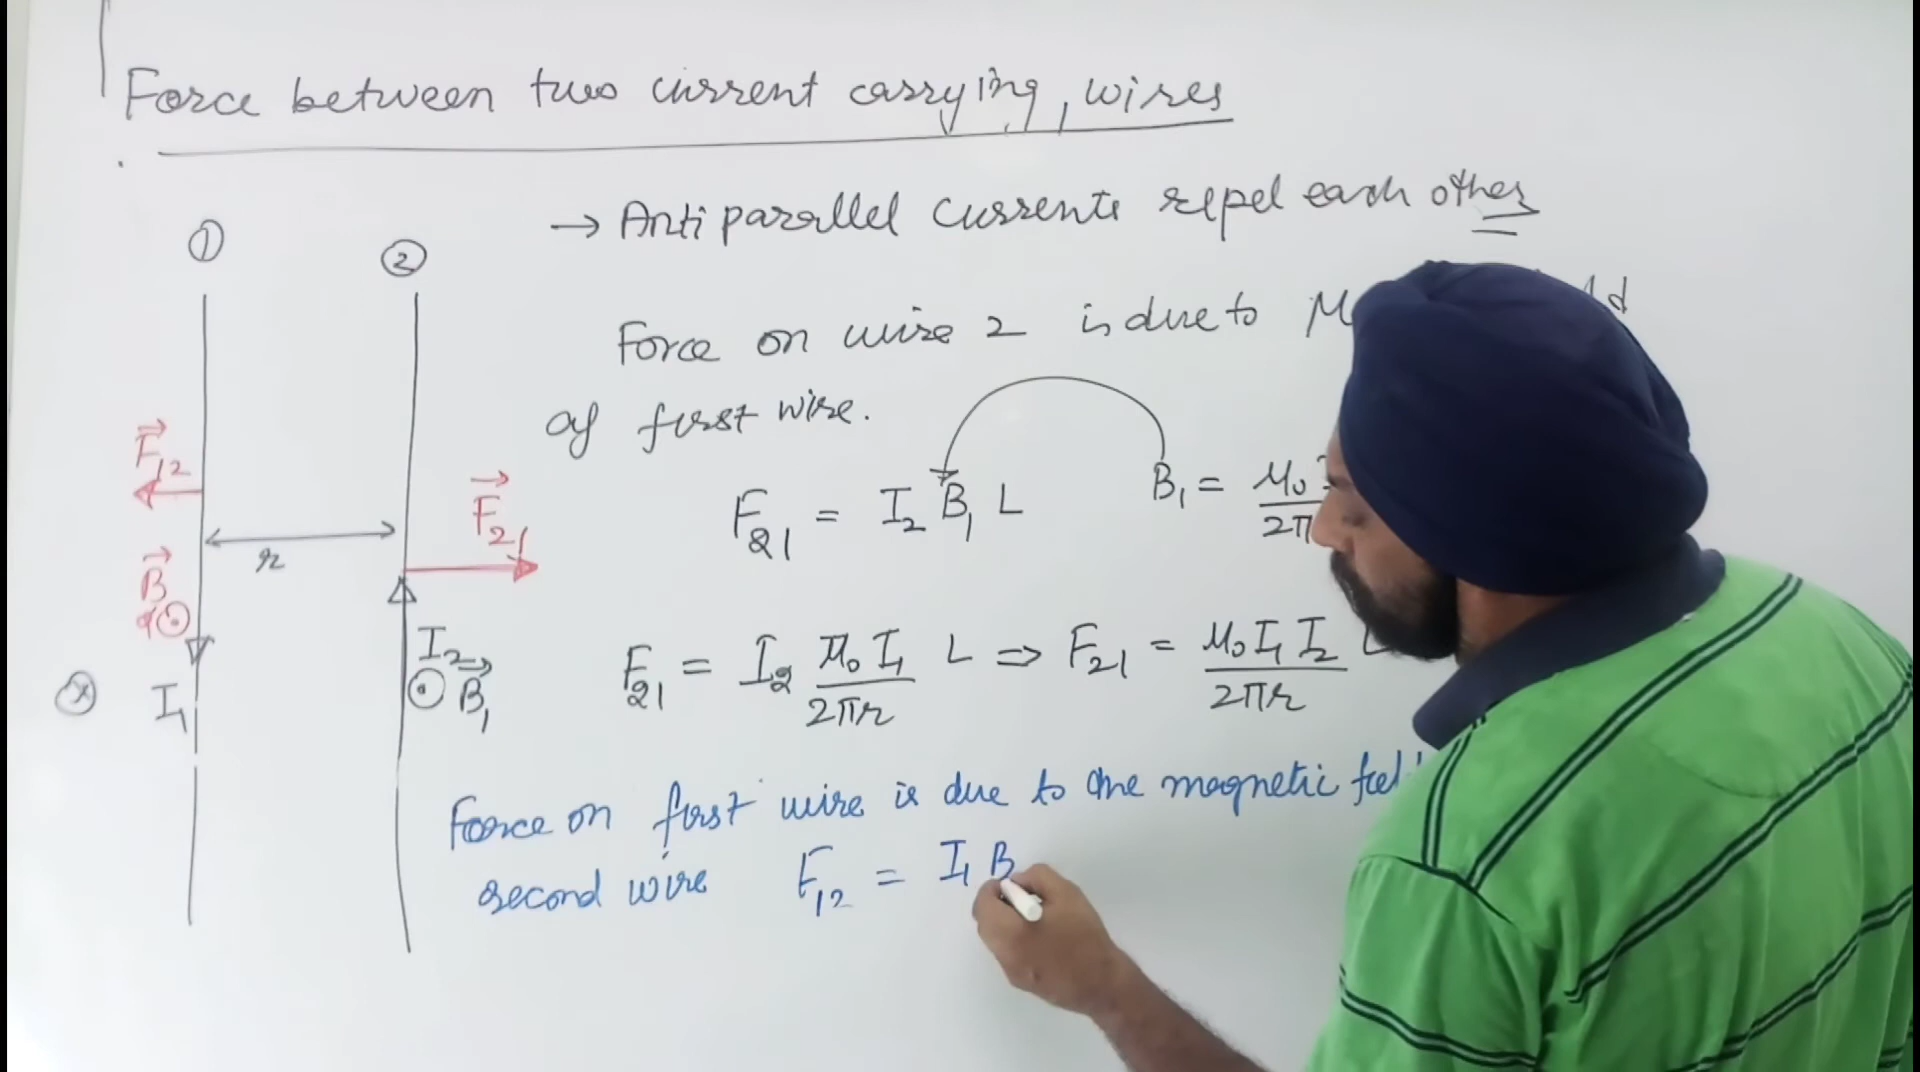 Force between two current carrying, wires
→ Anti parallel currents repel each other
① ②
Force on wire 2 is due to
of first wire.
F₂₁ = I₂ B₁ L B₁ = μ₀ / 2π
F₁₂
F₂₁
r
B
F₂₁ = I₂ μ₀ I₁ / 2πr L ⇒ F₂₁ = μ₀ I₁ I₂ / 2πr L
I₂
⊙ B₁
I₁
Force on first wire is due to the magnetic
second wire F₁₂ = I₁ B